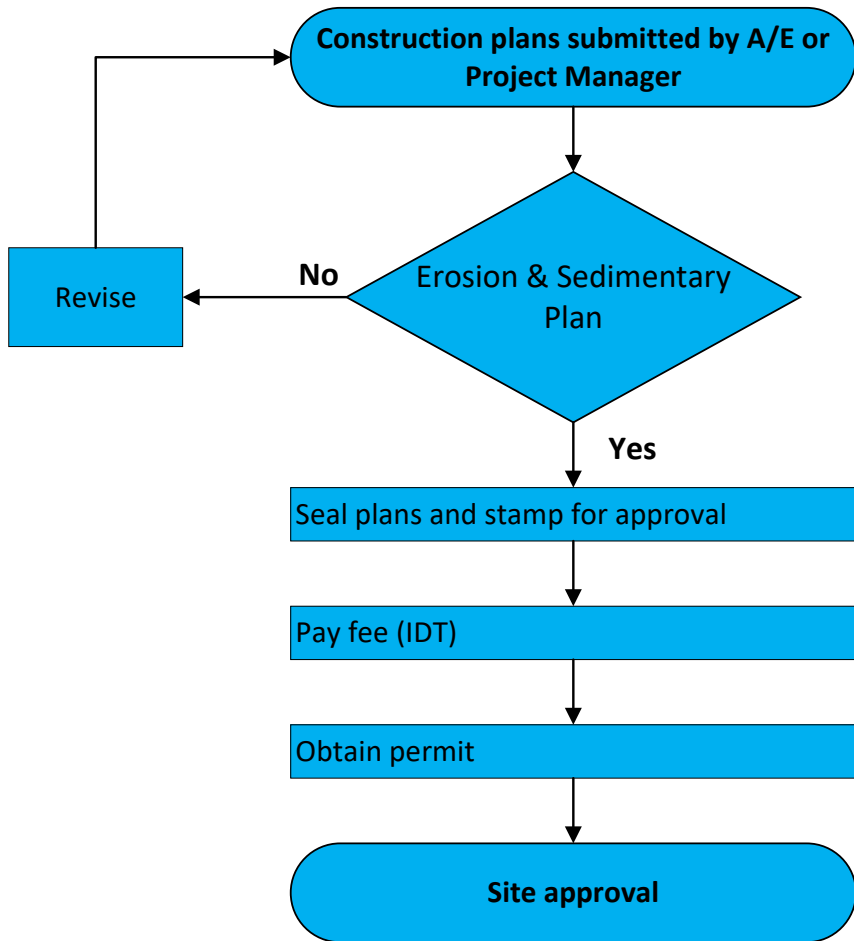 Construction plans submitted by A/E or
Project Manager
Erosion & Sedimentary
Plan
No
Revise
Yes
Seal plans and stamp for approval
Pay fee (IDT)
Obtain permit
Site approval